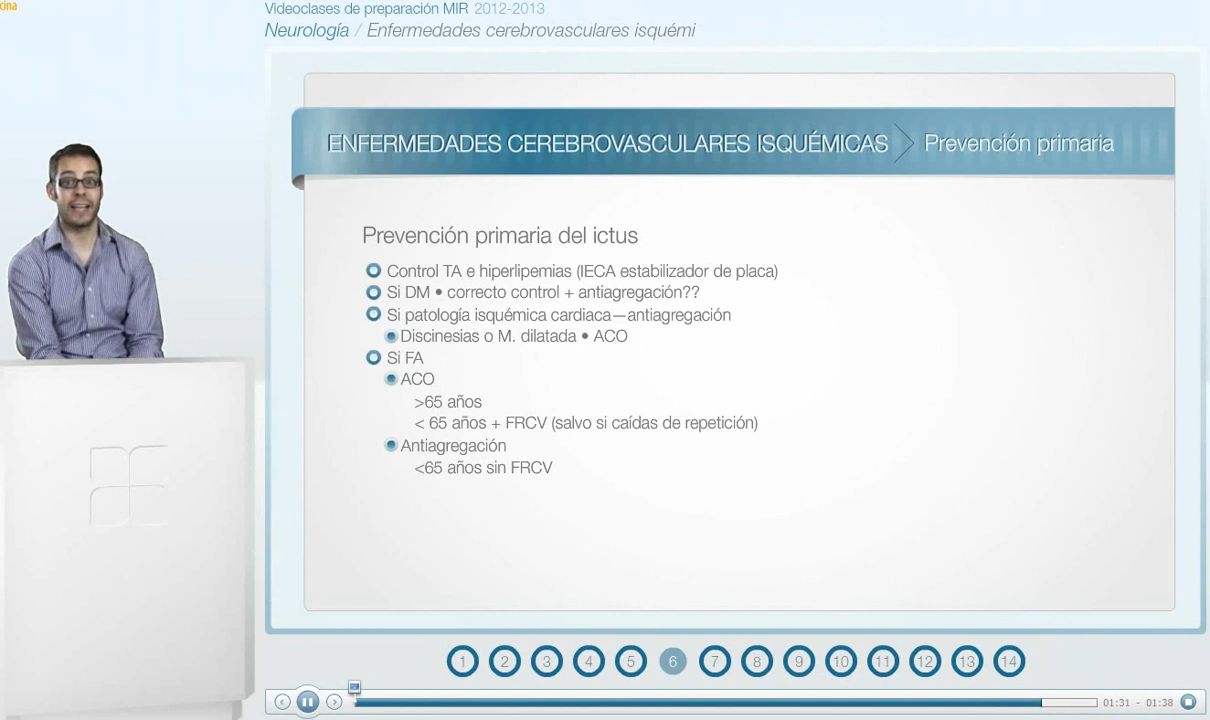 cina
Videoclases de preparación MIR 2012-2013
Neurología / Enfermedades cerebrovasculares isquémi
ENFERMEDADES CEREBROVASCULARES ISQUÉMICAS Prevención primaria
Prevención primaria del ictus
Control TA e hiperlipemias (IECA estabilizador de placa)
Si DM • correcto control + antiagregación??
Si patología isquémica cardiaca—antiagregación
Discinesias o M. dilatada • ACO
Si FA
ACO
>65 años
< 65 años + FRCV (salvo si caídas de repetición)
Antiagregación
<65 años sin FRCV
1 2 3 4 5 6 7 8 9 10 11 12 13 14
01:31 - 01:38